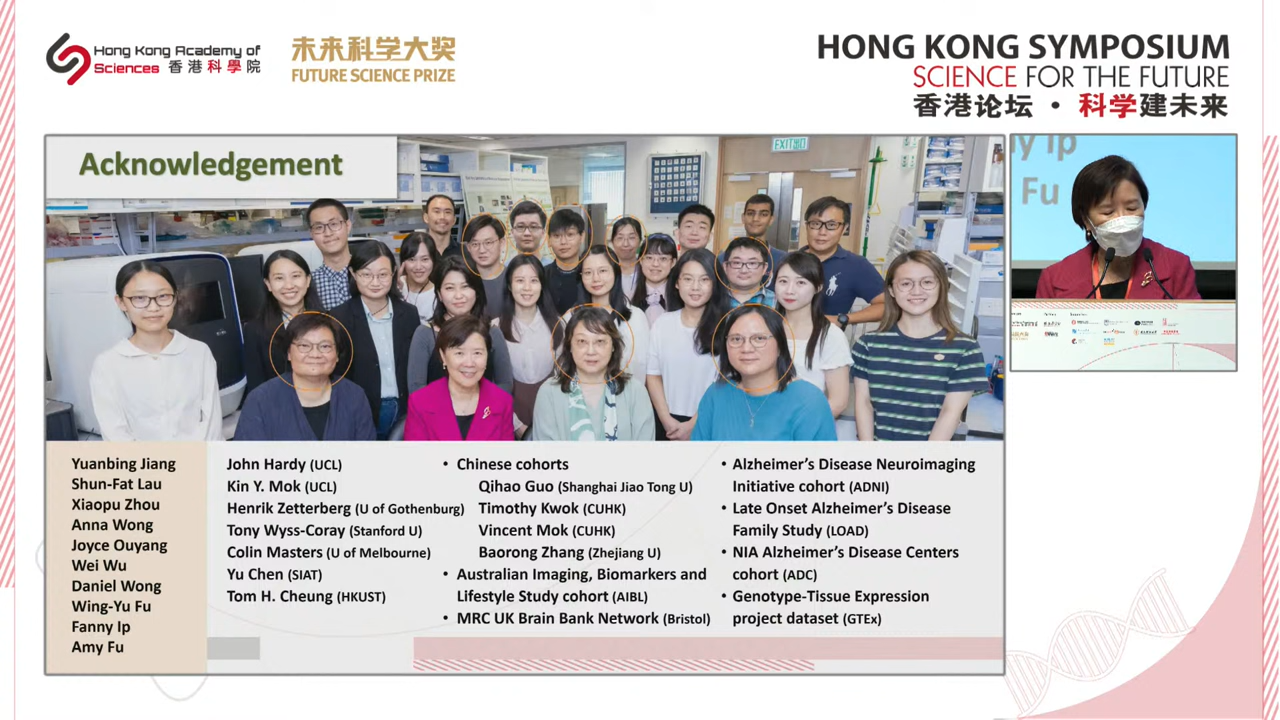 Hong Kong Academy of
Sciences 香港科學院
未来科学大奖
FUTURE SCIENCE PRIZE
HONG KONG SYMPOSIUM
SCIENCE FOR THE FUTURE
香港论坛 · 科学建未来
Acknowledgement
EXIT出
y Ip
Fu
Yuanbing Jiang
Shun-Fat Lau
Xiaopu Zhou
Anna Wong
Joyce Ouyang
Wei Wu
Daniel Wong
Wing-Yu Fu
Fanny Ip
Amy Fu
John Hardy (UCL)
Kin Y. Mok (UCL)
Henrik Zetterberg (U of Gothenburg)
Tony Wyss-Coray (Stanford U)
Colin Masters (U of Melbourne)
Yu Chen (SIAT)
Tom H. Cheung (HKUST)
• Chinese cohorts
Qihao Guo (Shanghai Jiao Tong U)
Timothy Kwok (CUHK)
Vincent Mok (CUHK)
Baorong Zhang (Zhejiang U)
• Australian Imaging, Biomarkers and
Lifestyle Study cohort (AIBL)
• MRC UK Brain Bank Network (Bristol)
• Alzheimer's Disease Neuroimaging
Initiative cohort (ADNI)
• Late Onset Alzheimer's Disease
Family Study (LOAD)
• NIA Alzheimer's Disease Centers
cohort (ADC)
• Genotype-Tissue Expression
project dataset (GTEx)